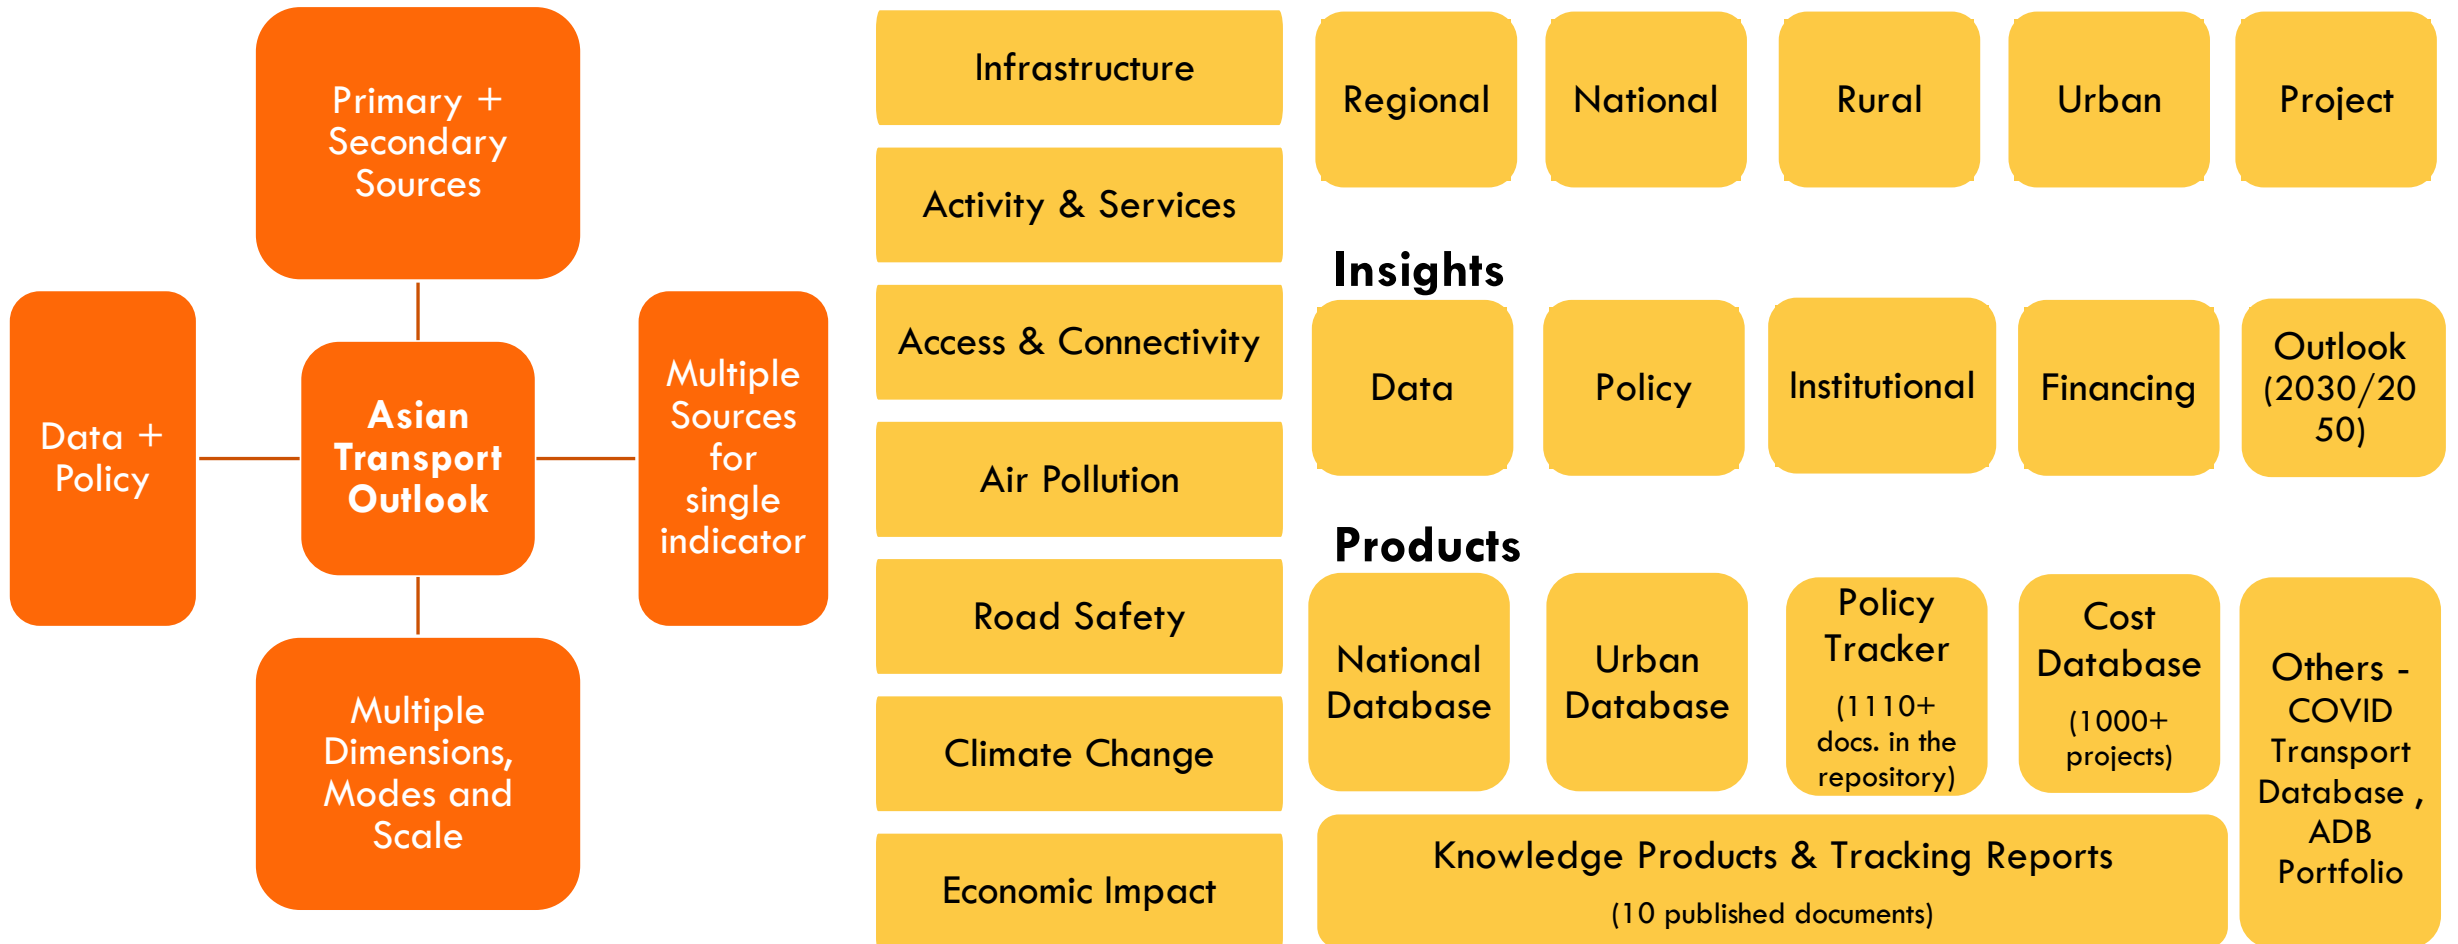 Primary +
Secondary
Sources
Data +
Policy
Asian
Transport
Outlook
Multiple
Sources
for
single
indicator
Multiple
Dimensions,
Modes and
Scale
Infrastructure
Activity & Services
Access & Connectivity
Air Pollution
Road Safety
Climate Change
Economic Impact
Regional
National
Rural
Urban
Project
Insights
Data
Policy
Institutional
Financing
Outlook
(2030/20
50)
Products
National
Database
Urban
Database
Policy
Tracker
(1110+
docs. in the
repository)
Cost
Database
(1000+
projects)
Others -
COVID
Transport
Database ,
ADB
Portfolio
Knowledge Products & Tracking Reports
(10 published documents)